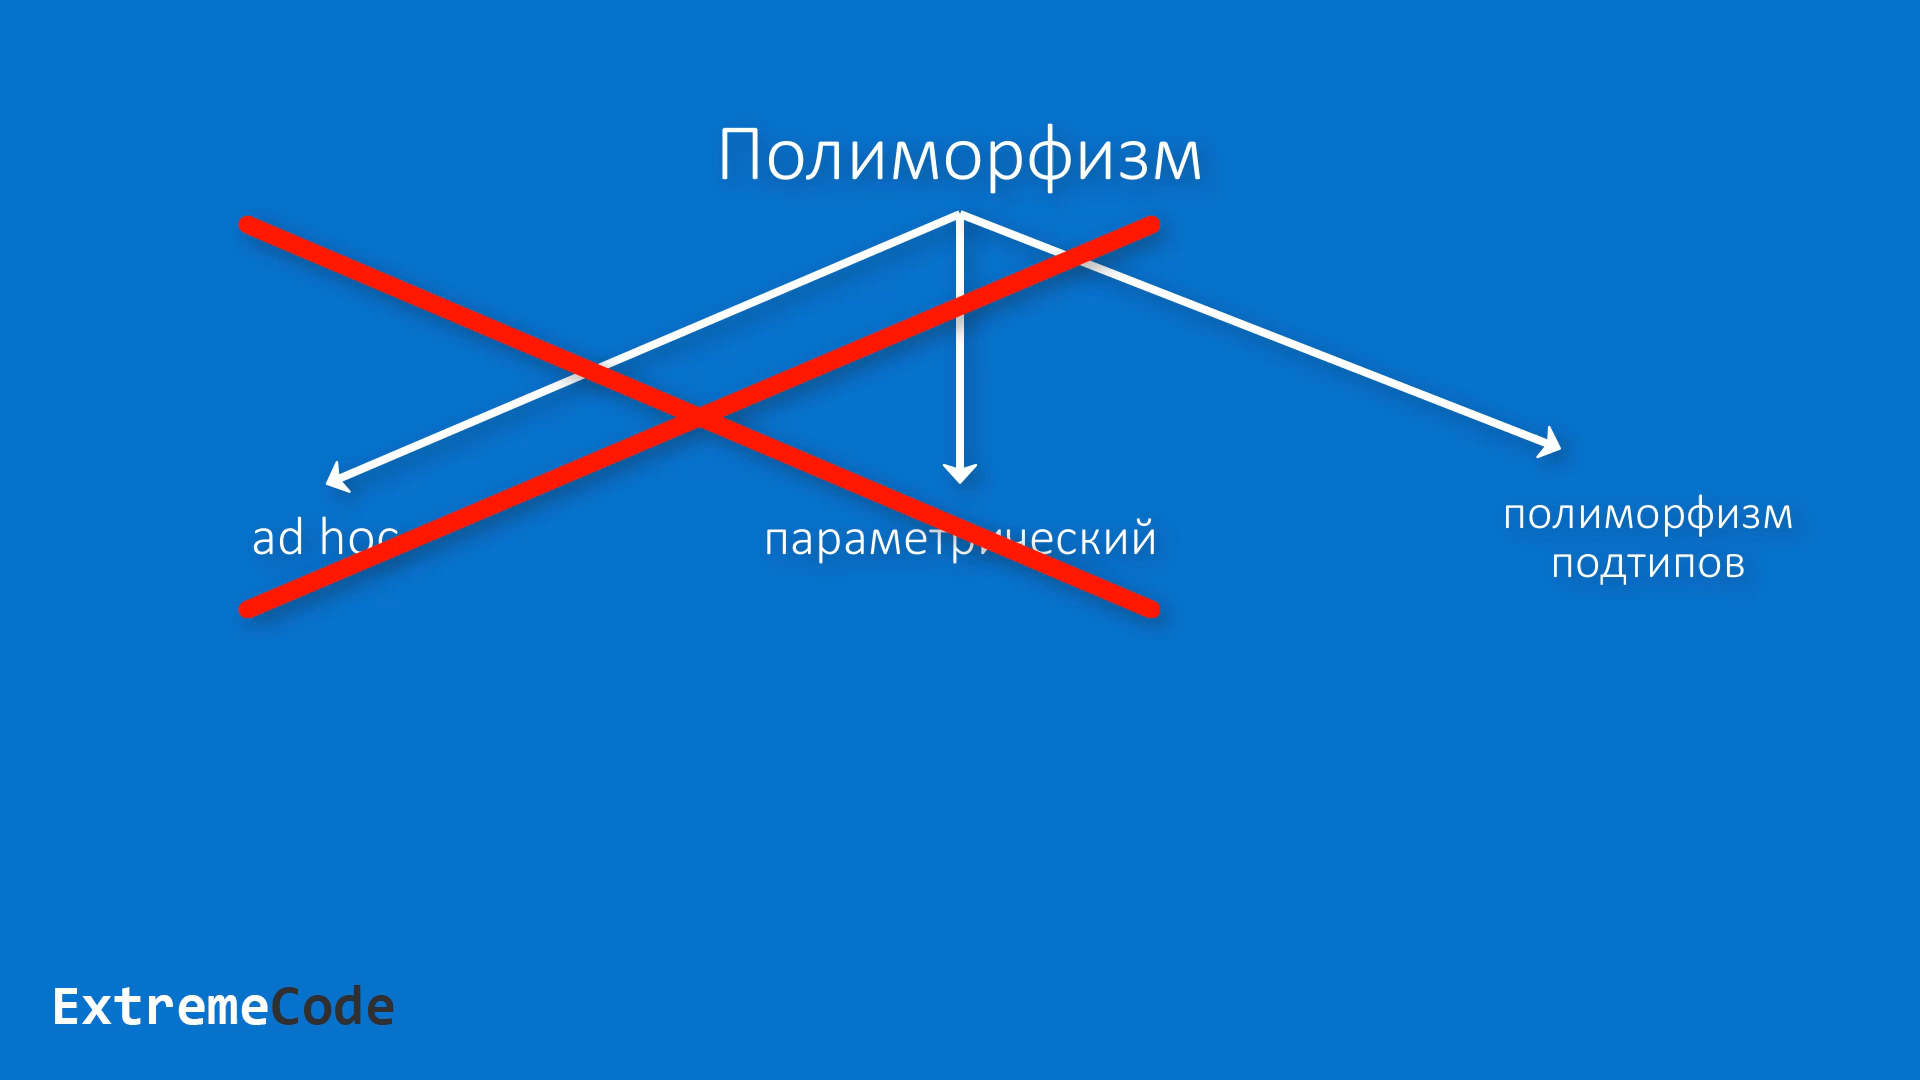 Полиморфизм
ad hoc
параметрический
полиморфизм
подтипов
ExtremeCode